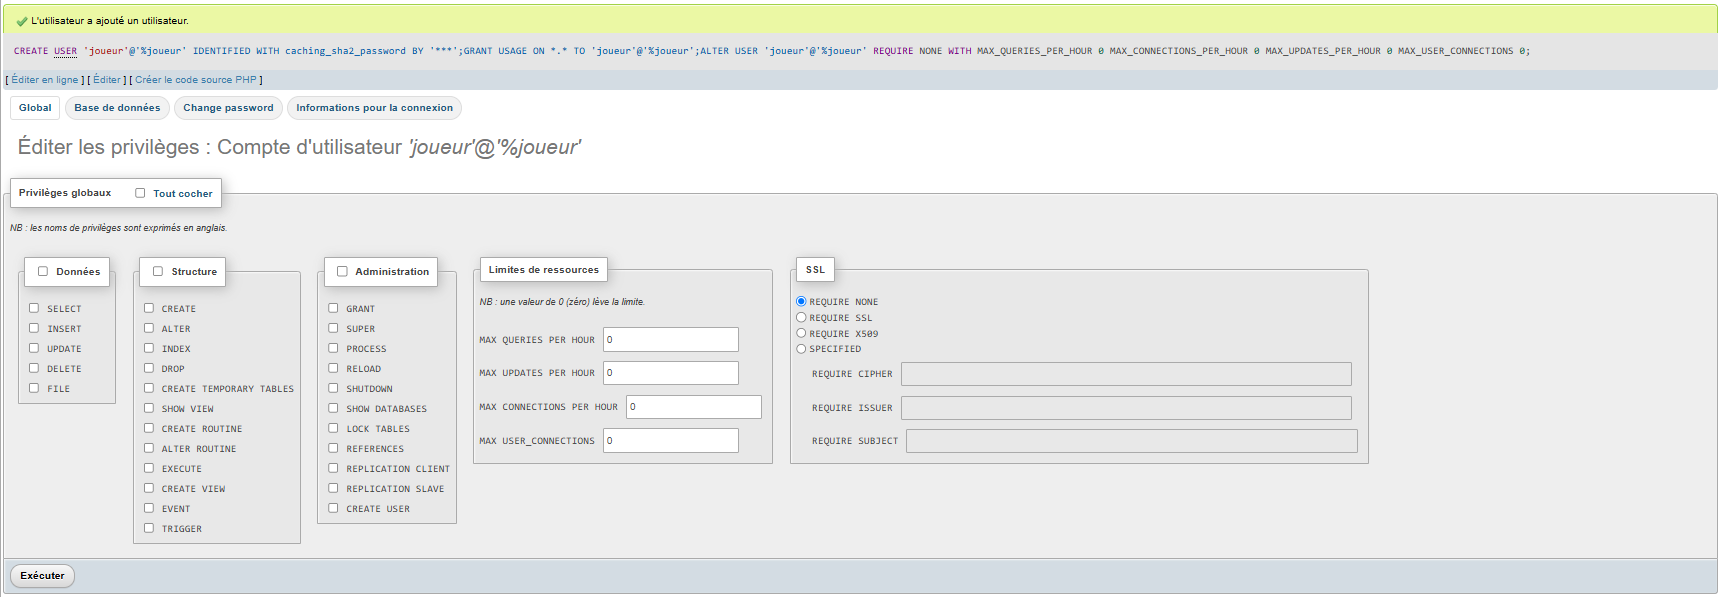 L'utilisateur a ajouté un utilisateur.
CREATE USER 'joueur'@'%joueur' IDENTIFIED WITH caching_sha2_password BY '***';GRANT USAGE ON *.* TO 'joueur'@'%joueur';ALTER USER 'joueur'@'%joueur' REQUIRE NONE WITH MAX_QUERIES_PER_HOUR 0 MAX_CONNECTIONS_PER_HOUR 0 MAX_UPDATES_PER_HOUR 0 MAX_USER_CONNECTIONS 0;
[ Éditer en ligne ] [ Éditer ] [ Créer le code source PHP ]
Global Base de données Change password Informations pour la connexion
Éditer les privilèges : Compte d'utilisateur 'joueur'@'%joueur'
Privilèges globaux Tout cocher
NB : les noms de privilèges sont exprimés en anglais.
Données
SELECT
INSERT
UPDATE
DELETE
FILE
Structure
CREATE
ALTER
INDEX
DROP
CREATE TEMPORARY TABLES
SHOW VIEW
CREATE ROUTINE
ALTER ROUTINE
EXECUTE
CREATE VIEW
EVENT
TRIGGER
Administration
GRANT
SUPER
PROCESS
RELOAD
SHUTDOWN
SHOW DATABASES
LOCK TABLES
REFERENCES
REPLICATION CLIENT
REPLICATION SLAVE
CREATE USER
Limites de ressources
NB : une valeur de 0 (zéro) lève la limite.
MAX QUERIES PER HOUR 0
MAX UPDATES PER HOUR 0
MAX CONNECTIONS PER HOUR 0
MAX USER_CONNECTIONS 0
SSL
REQUIRE NONE
REQUIRE SSL
REQUIRE X509
SPECIFIED
REQUIRE CIPHER
REQUIRE ISSUER
REQUIRE SUBJECT
Exécuter